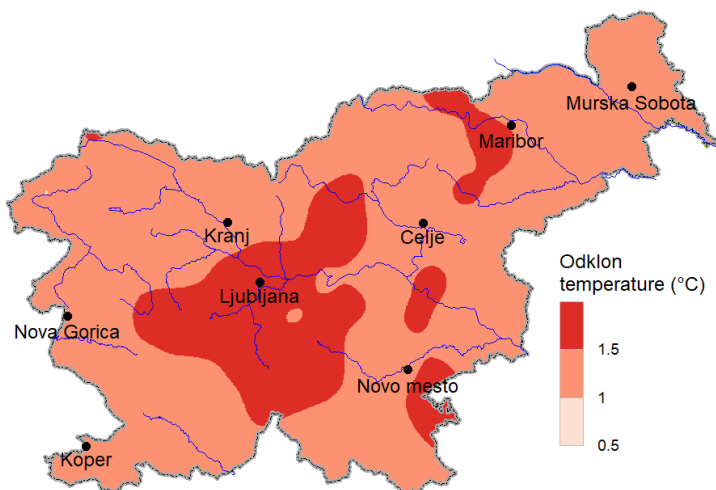 Murska Sobota
Maribor
Kranj
Celje
Ljubljana
Nova Gorica
Novo mesto
Koper
Odklon
temperature (°C)
1.5
1
0.5